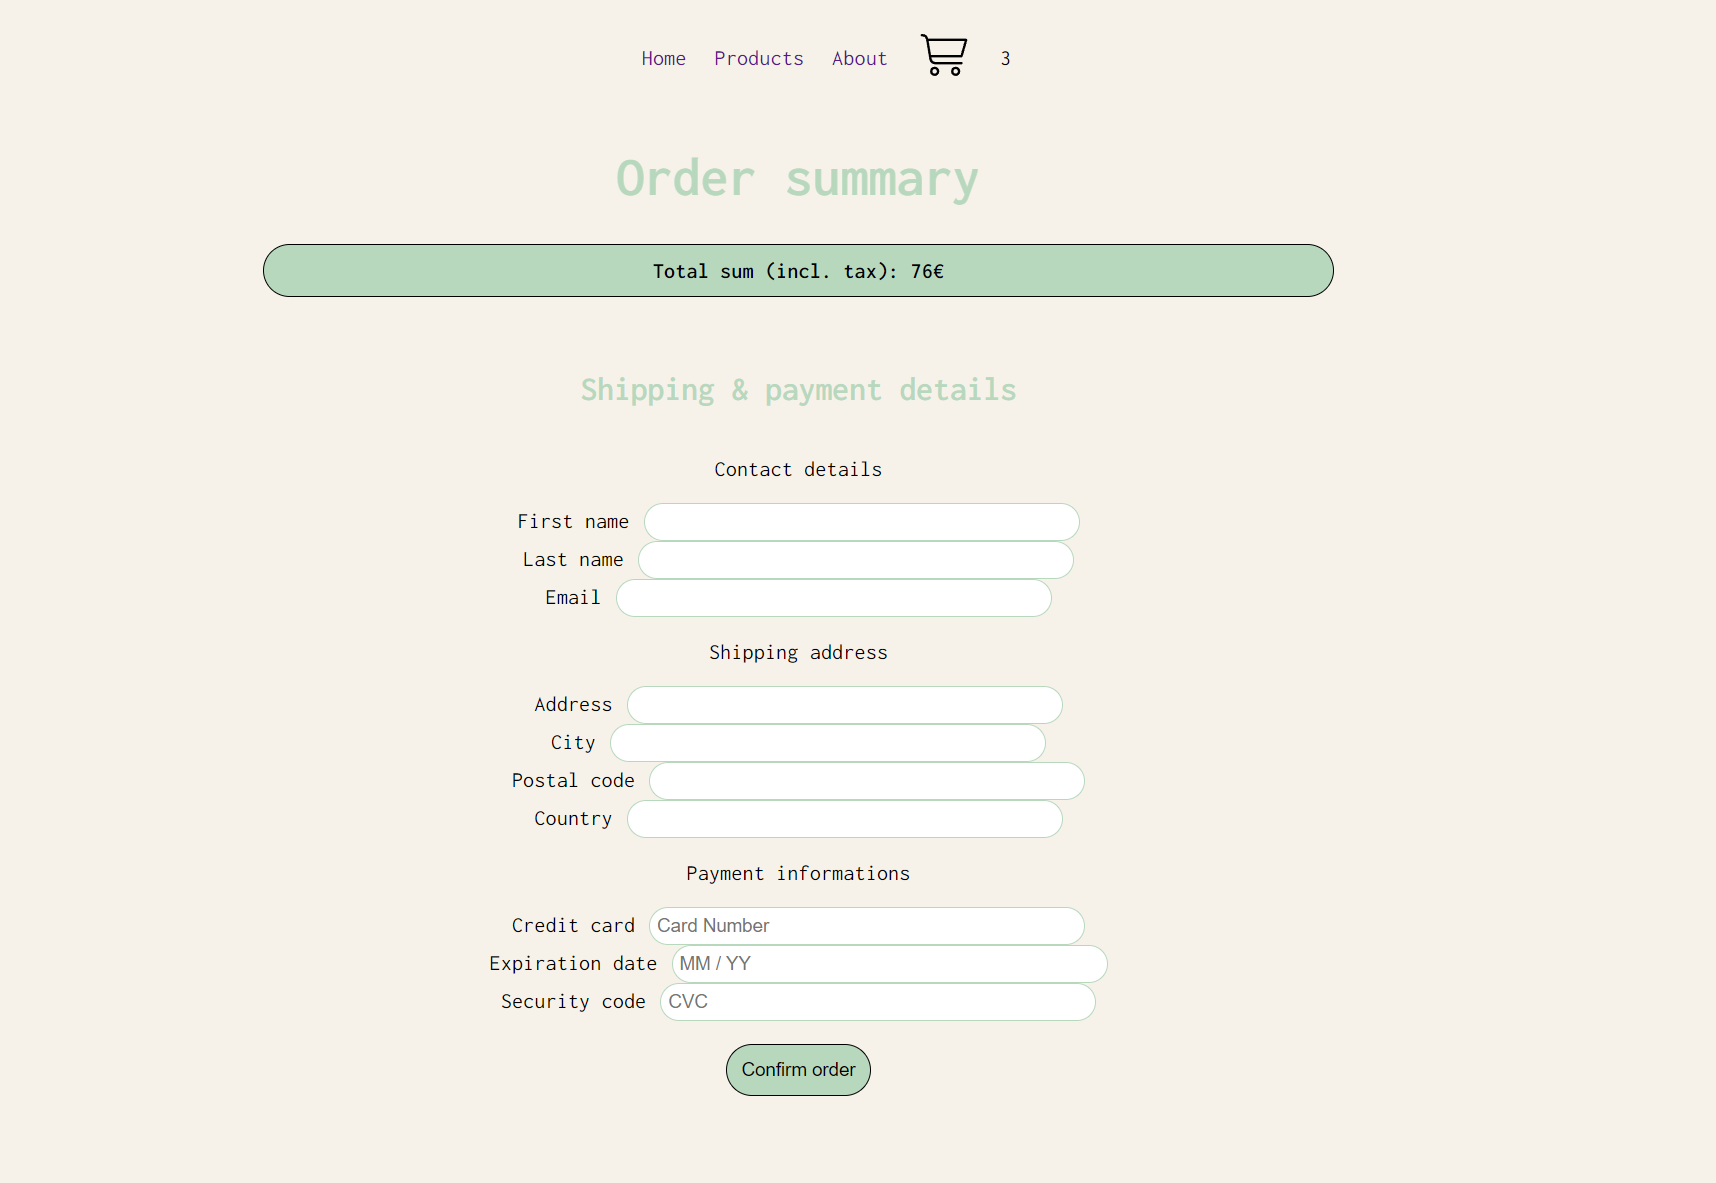 Home Products About 3
Order summary
Total sum (incl. tax): 76€
Shipping & payment details
Contact details
First name
Last name
Email
Shipping address
Address
City
Postal code
Country
Payment informations
Credit card Card Number
Expiration date MM / YY
Security code CVC
Confirm order